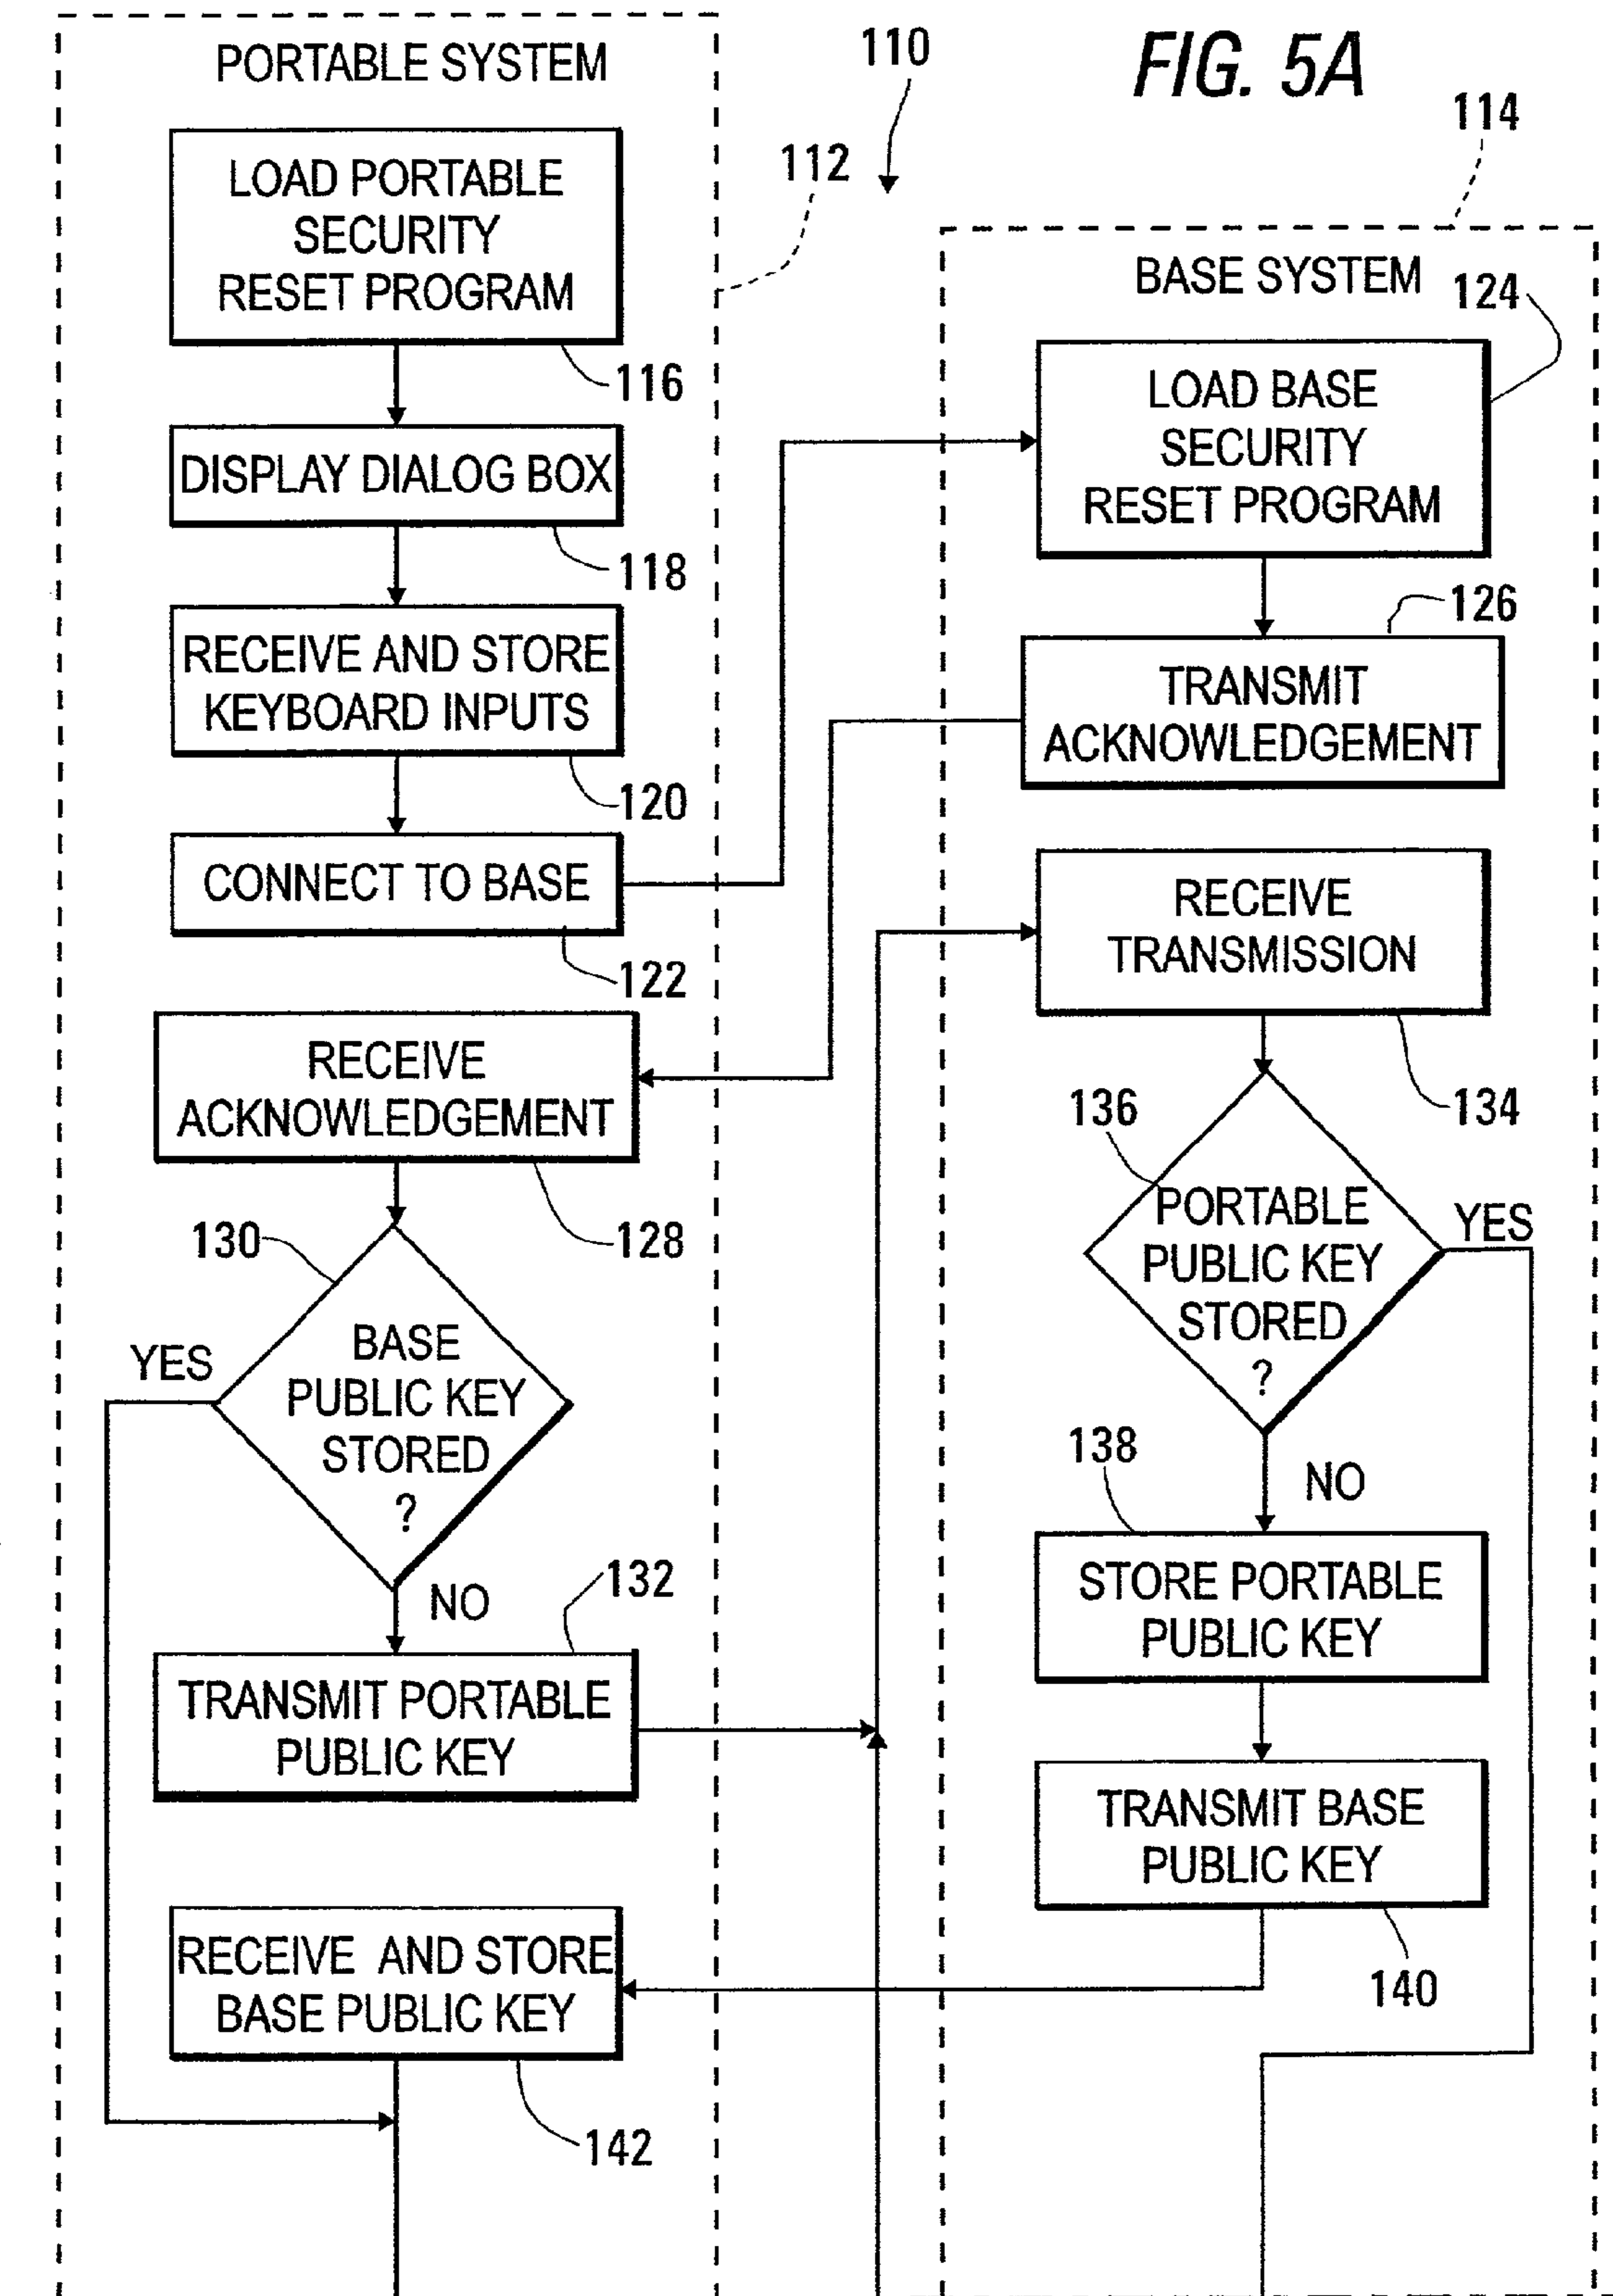 FIG. 5A
110
PORTABLE SYSTEM
112
LOAD PORTABLE
SECURITY
RESET PROGRAM
116
DISPLAY DIALOG BOX
118
RECEIVE AND STORE
KEYBOARD INPUTS
120
CONNECT TO BASE
122
RECEIVE
ACKNOWLEDGEMENT
128
130
BASE
PUBLIC KEY
STORED
?
YES
NO
132
TRANSMIT PORTABLE
PUBLIC KEY
RECEIVE AND STORE
BASE PUBLIC KEY
142
114
BASE SYSTEM
124
LOAD BASE
SECURITY
RESET PROGRAM
126
TRANSMIT
ACKNOWLEDGEMENT
RECEIVE
TRANSMISSION
134
136
PORTABLE
PUBLIC KEY
STORED
?
YES
NO
138
STORE PORTABLE
PUBLIC KEY
TRANSMIT BASE
PUBLIC KEY
140